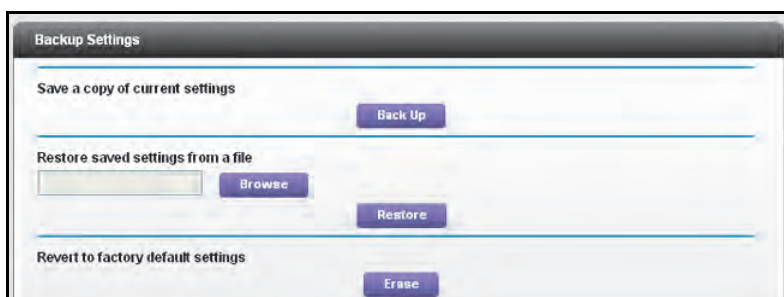 Backup Settings
Save a copy of current settings
Back Up
Restore saved settings from a file
Browse
Restore
Revert to factory default settings
Erase